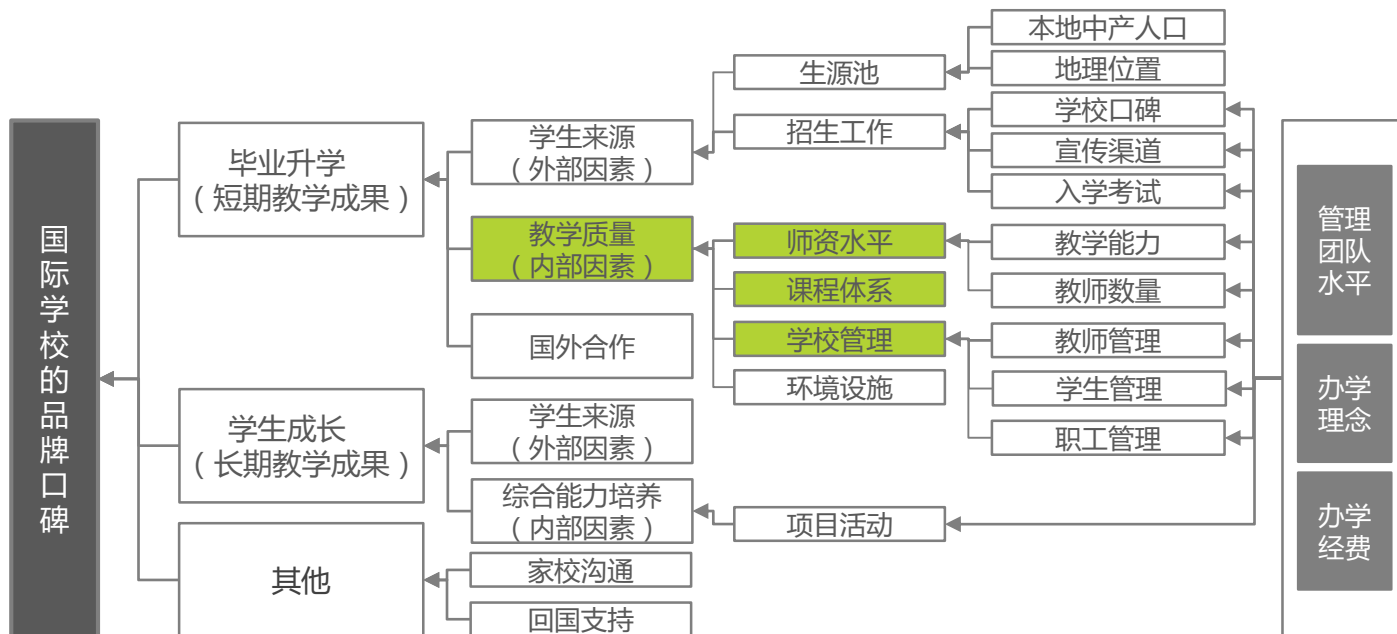 国际学校的品牌口碑
毕业升学
（短期教学成果）
学生成长
（长期教学成果）
其他
学生来源
（外部因素）
教学质量
（内部因素）
国外合作
学生来源
（外部因素）
综合能力培养
（内部因素）
家校沟通
回国支持
生源池
招生工作
师资水平
课程体系
学校管理
环境设施
项目活动
本地中产人口
地理位置
学校口碑
宣传渠道
入学考试
教学能力
教师数量
教师管理
学生管理
职工管理
管理
团队
水平
办学
理念
办学
经费